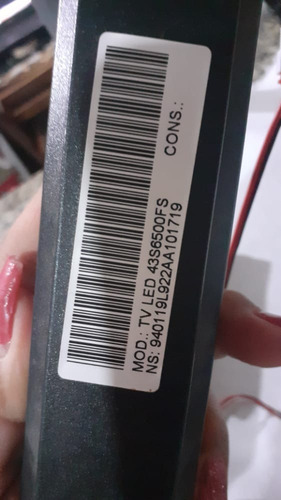 CONS.:
MOD.: TV LED 43S6500FS
NS: 940119L922AA101719